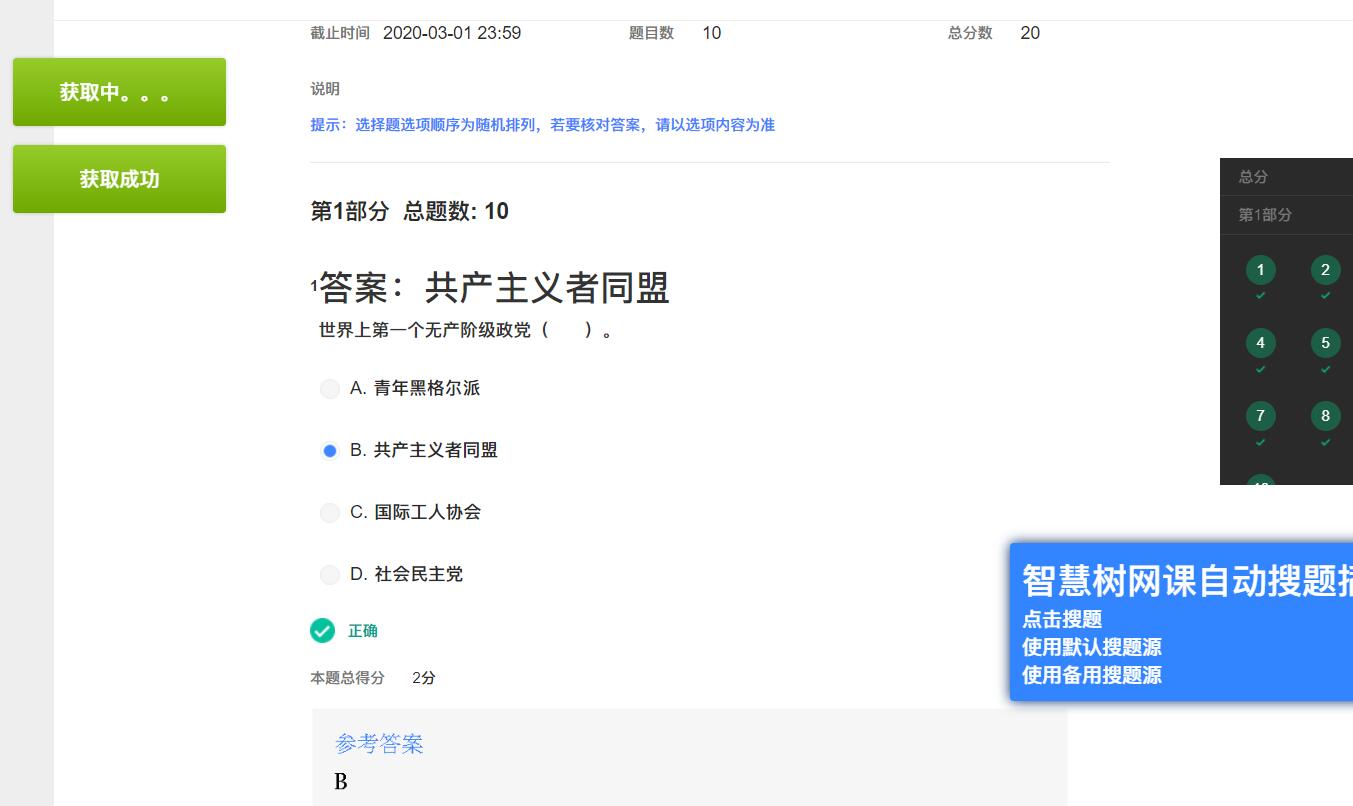 截止时间 2020-03-01 23:59 题目数 10 总分数 20
获取中。。。
说明
提示：选择题选项顺序为随机排列，若要核对答案，请以选项内容为准
获取成功
总分
第1部分 总题数: 10
第1部分
1答案：共产主义者同盟
1 2
世界上第一个无产阶级政党（ ）。
4 5
A. 青年黑格尔派
7 8
B. 共产主义者同盟
C. 国际工人协会
D. 社会民主党
智慧树网课自动搜题
点击搜题
正确
使用默认搜题源
使用备用搜题源
本题总得分 2分
参考答案
B